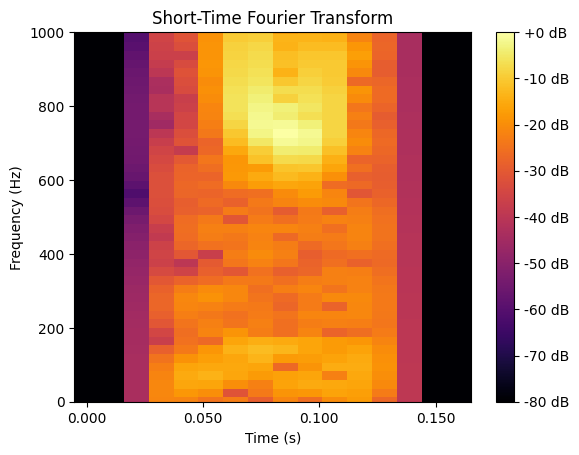 Short-Time Fourier Transform
Frequency (Hz)
1000
800
600
400
200
0
0.000 0.050 0.100 0.150
Time (s)
+0 dB
-10 dB
-20 dB
-30 dB
-40 dB
-50 dB
-60 dB
-70 dB
-80 dB